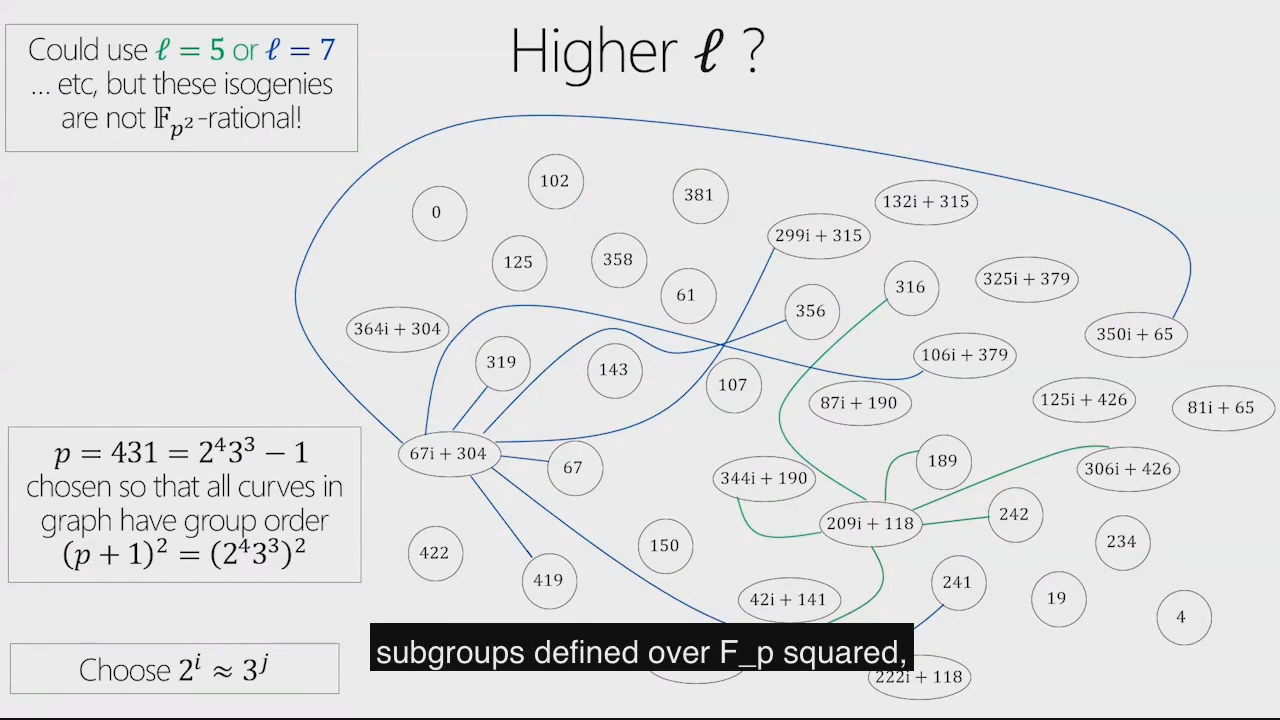 Higher ℓ ?
Could use ℓ = 5 or ℓ = 7
... etc, but these isogenies
are not 𝔽_{p²}-rational!
102
381
132i + 315
0
299i + 315
125
358
325i + 379
61
316
356
364i + 304
350i + 65
319
106i + 379
143
107
87i + 190
125i + 426
81i + 65
p = 431 = 2⁴3³ − 1
chosen so that all curves in
graph have group order
(p + 1)² = (2⁴3³)²
67i + 304
67
189
306i + 426
344i + 190
242
209i + 118
422
150
234
419
241
42i + 141
19
4
subgroups defined over F_p squared,
Choose 2ⁱ ≈ 3ʲ
222i + 118